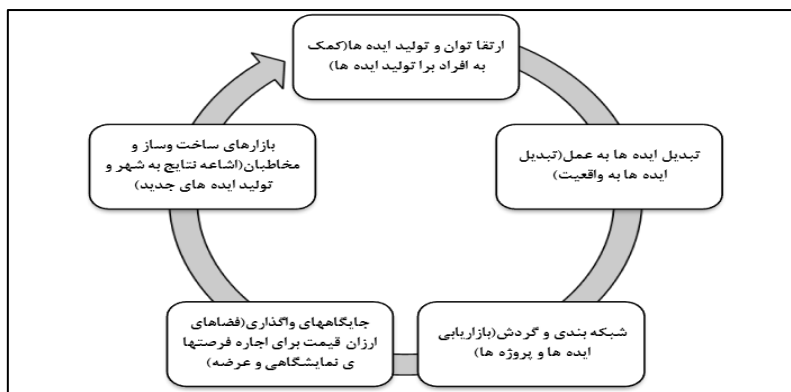 ارتقا توان و تولید ایده ها(کمک
به افراد برا تولید ایده ها)
تبدیل ایده ها به عمل(تبدیل
ایده ها به واقعیت)
شبکه بندی و گردش(بازاریابی
ایده ها و پروژه ها)
جایگاههای واگذاری(فضاهای
ارزان قیمت برای اجاره فرصتها
ی نمایشگاهی و عرضه)
بازارهای ساخت وساز و
مخاطبان(اشاعه نتایج به شهر و
تولید ایده های جدید)